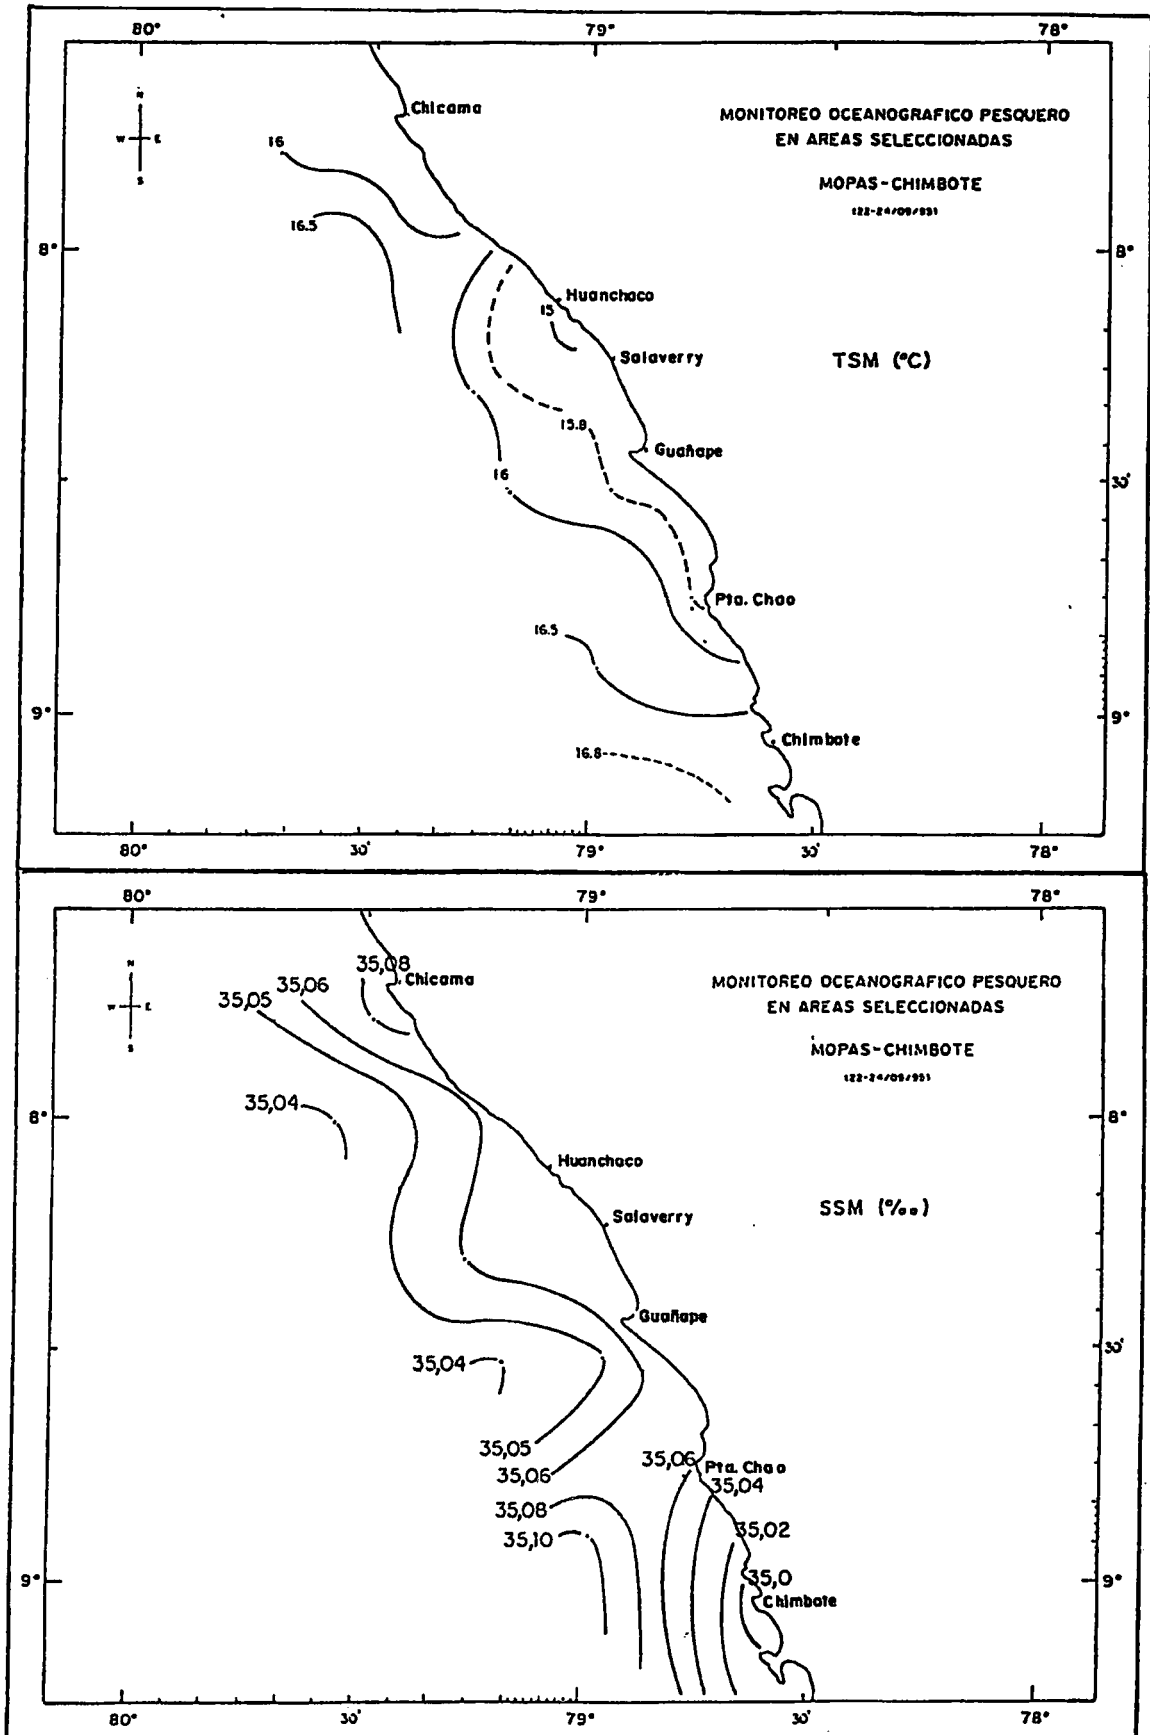 80°
79°
78°
N
W E
S
Chicama
MONITOREO OCEANOGRAFICO PESQUERO
EN AREAS SELECCIONADAS
MOPAS-CHIMBOTE
16
16.5
8°
8°
Huanchaco
15
Salaverry
TSM (°C)
15.8
Guañape
16
30'
Pta. Chao
16.5
9°
9°
Chimbote
16.8
80°
30'
79°
30'
78°
80°
79°
78°
N
W E
S
35,08
Chicama
35,06
35,05
MONITOREO OCEANOGRAFICO PESQUERO
EN AREAS SELECCIONADAS
MOPAS-CHIMBOTE
35,04
8°
8°
Huanchaco
SSM (‰)
Salaverry
Guañape
30'
35,04
35,05
35,06
35,06
Pta. Chao
35,04
35,08
35,02
35,10
35,0
9°
9°
Chimbote
80°
30'
79°
30'
78°